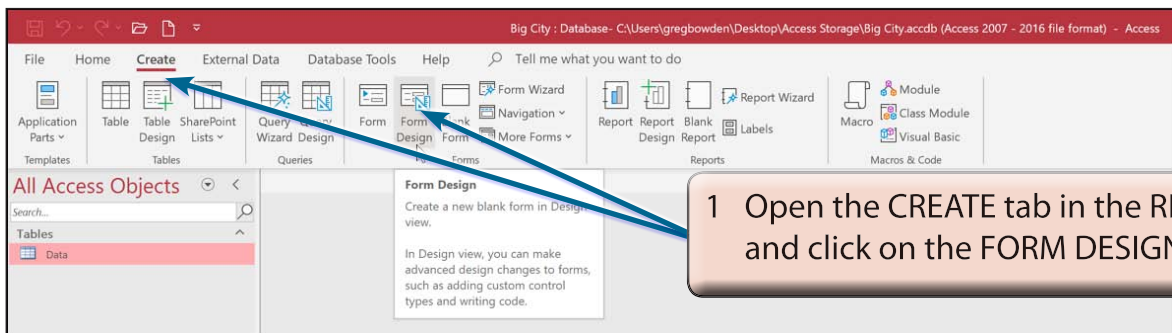 Big City : Database- C:\Users\gregbowden\Desktop\Access Storage\Big City.accdb (Access 2007 - 2016 file format) - Access
File Home Create External Data Database Tools Help Tell me what you want to do
Application Parts
Table
Table Design
SharePoint Lists
Query Wizard
Design
Form
Form Design
Form
Form Wizard
Navigation
More Forms
Report
Report Design
Blank Report
Report Wizard
Labels
Macro
Module
Class Module
Visual Basic
Templates Tables Queries Forms Reports Macros & Code
All Access Objects
Search...
Tables
Data
Form Design
Create a new blank form in Design
view.
In Design view, you can make
advanced design changes to forms,
such as adding custom control
types and writing code.
1 Open the CREATE tab in the
and click on the FORM DESIGN